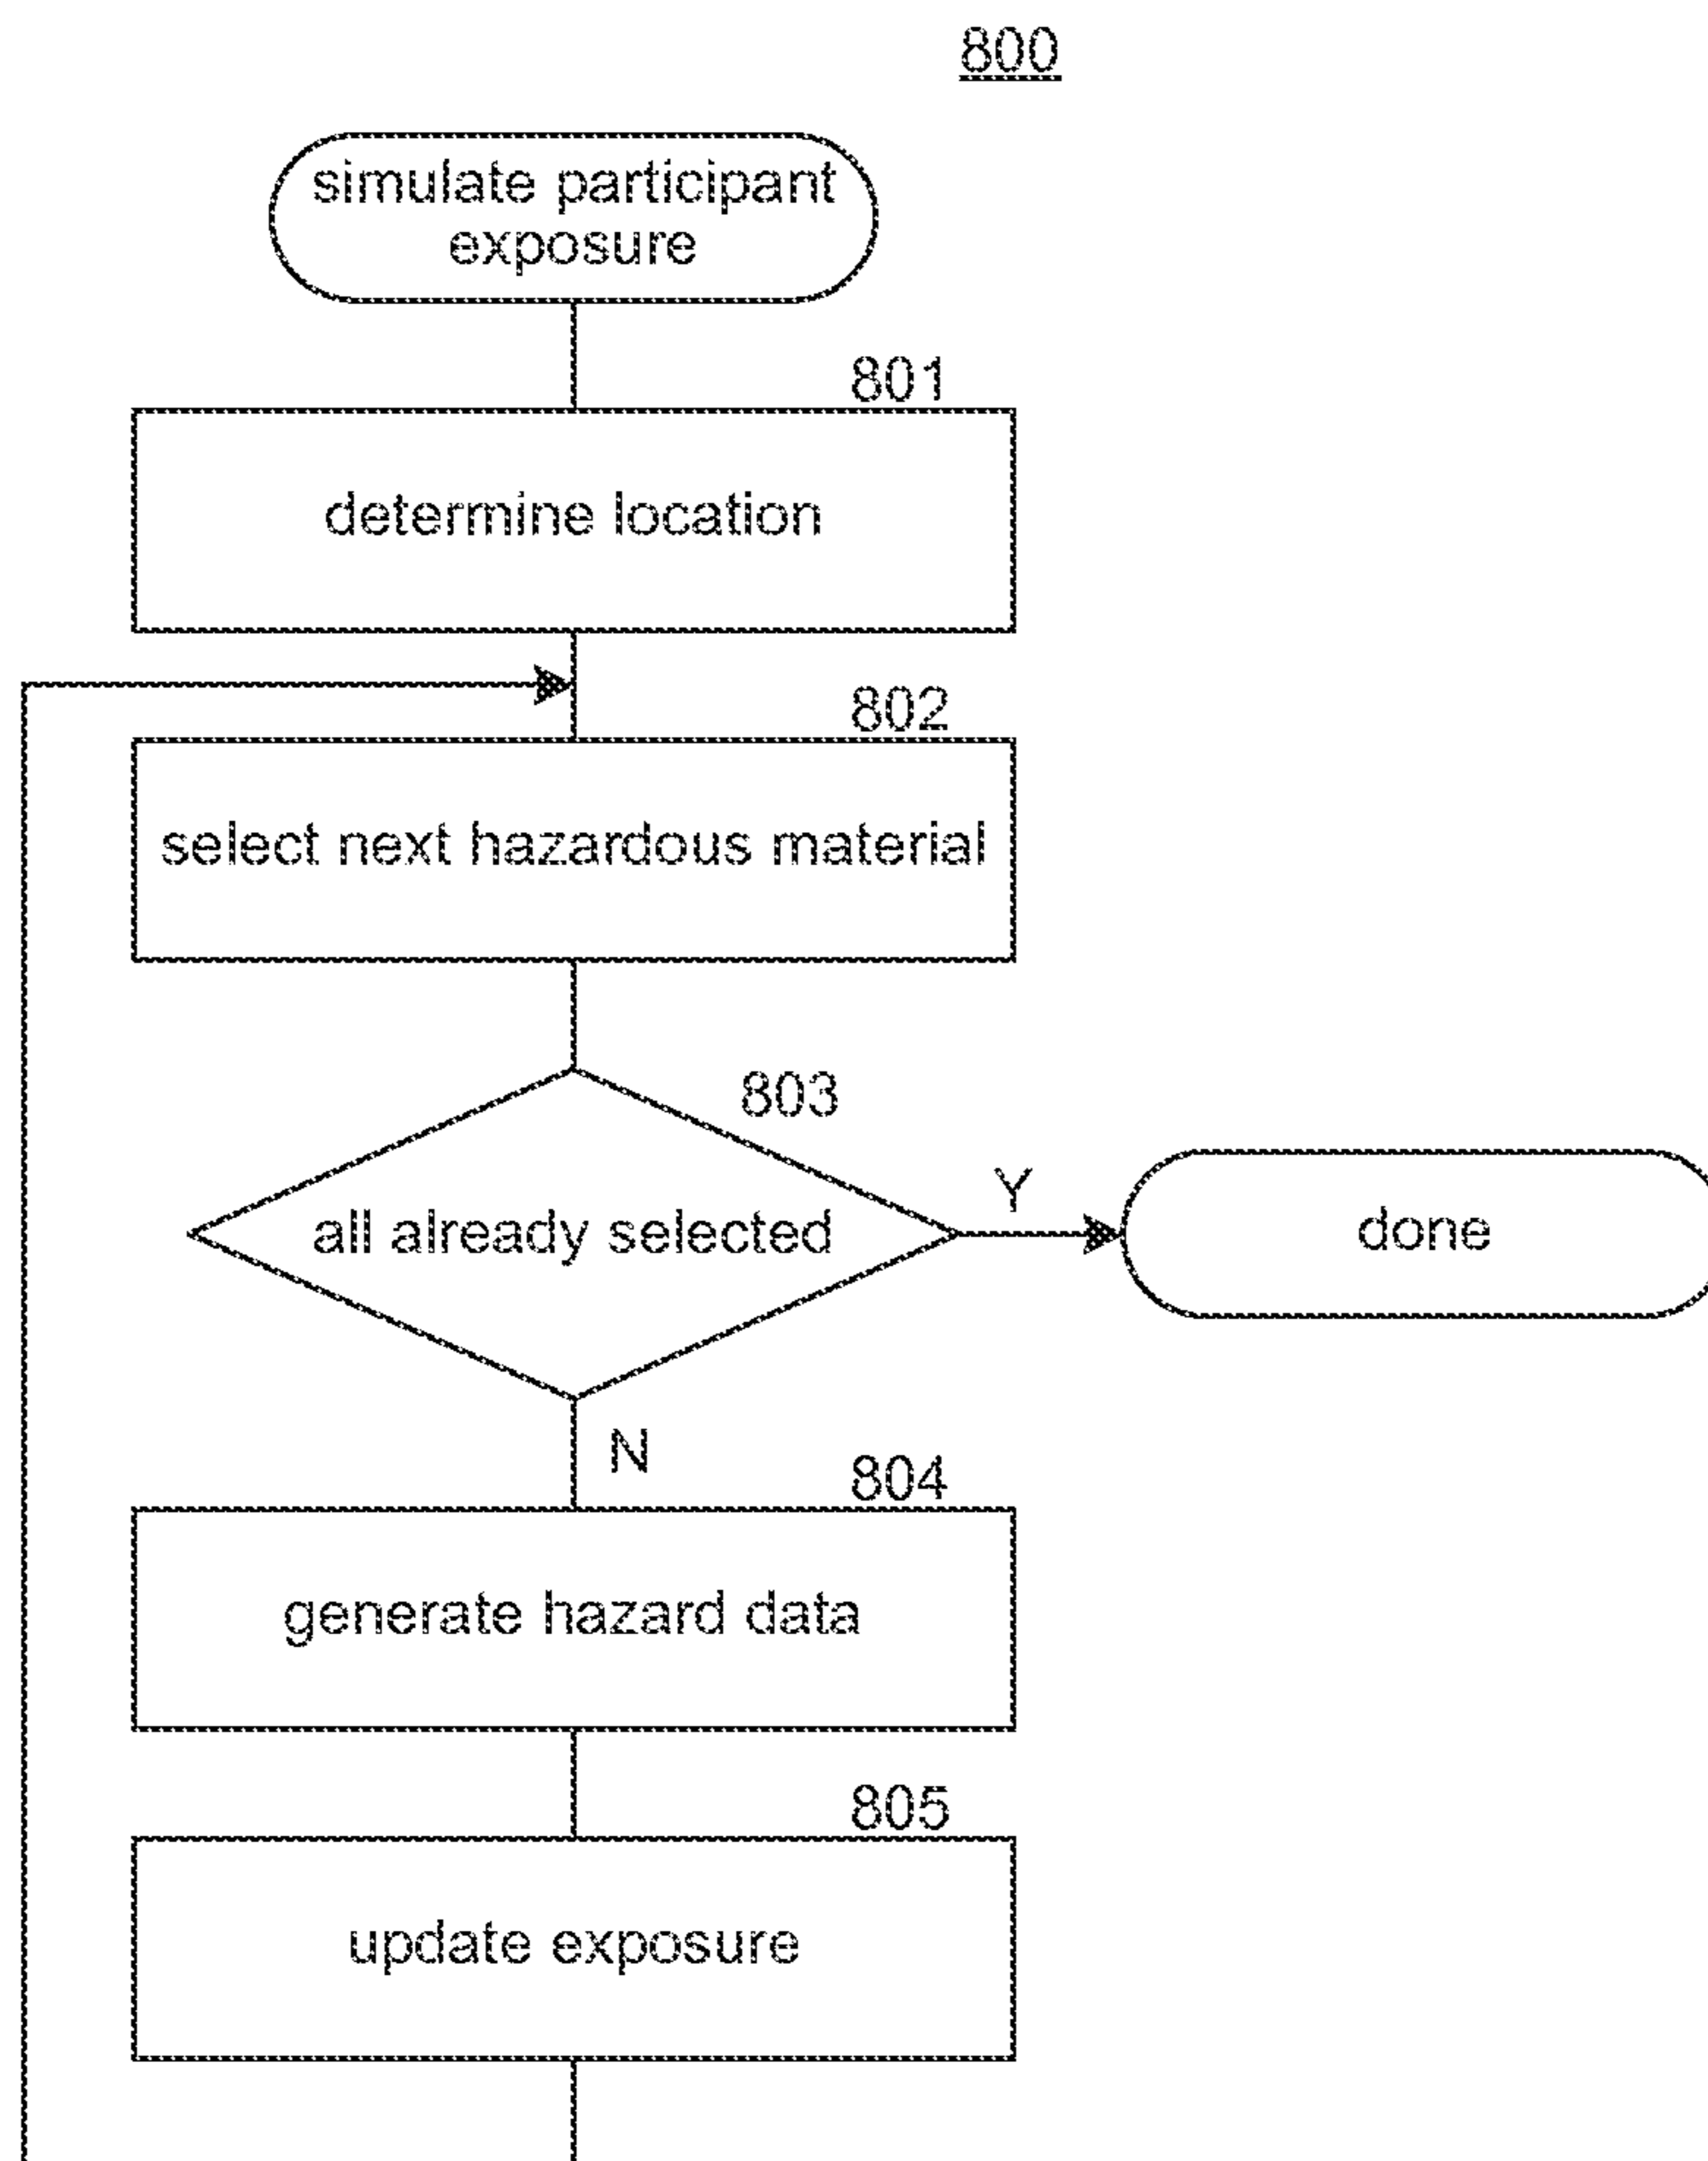 800
simulate participant
exposure
801
determine location
802
select next hazardous material
803
all already selected
Y
done
N
804
generate hazard data
805
update exposure